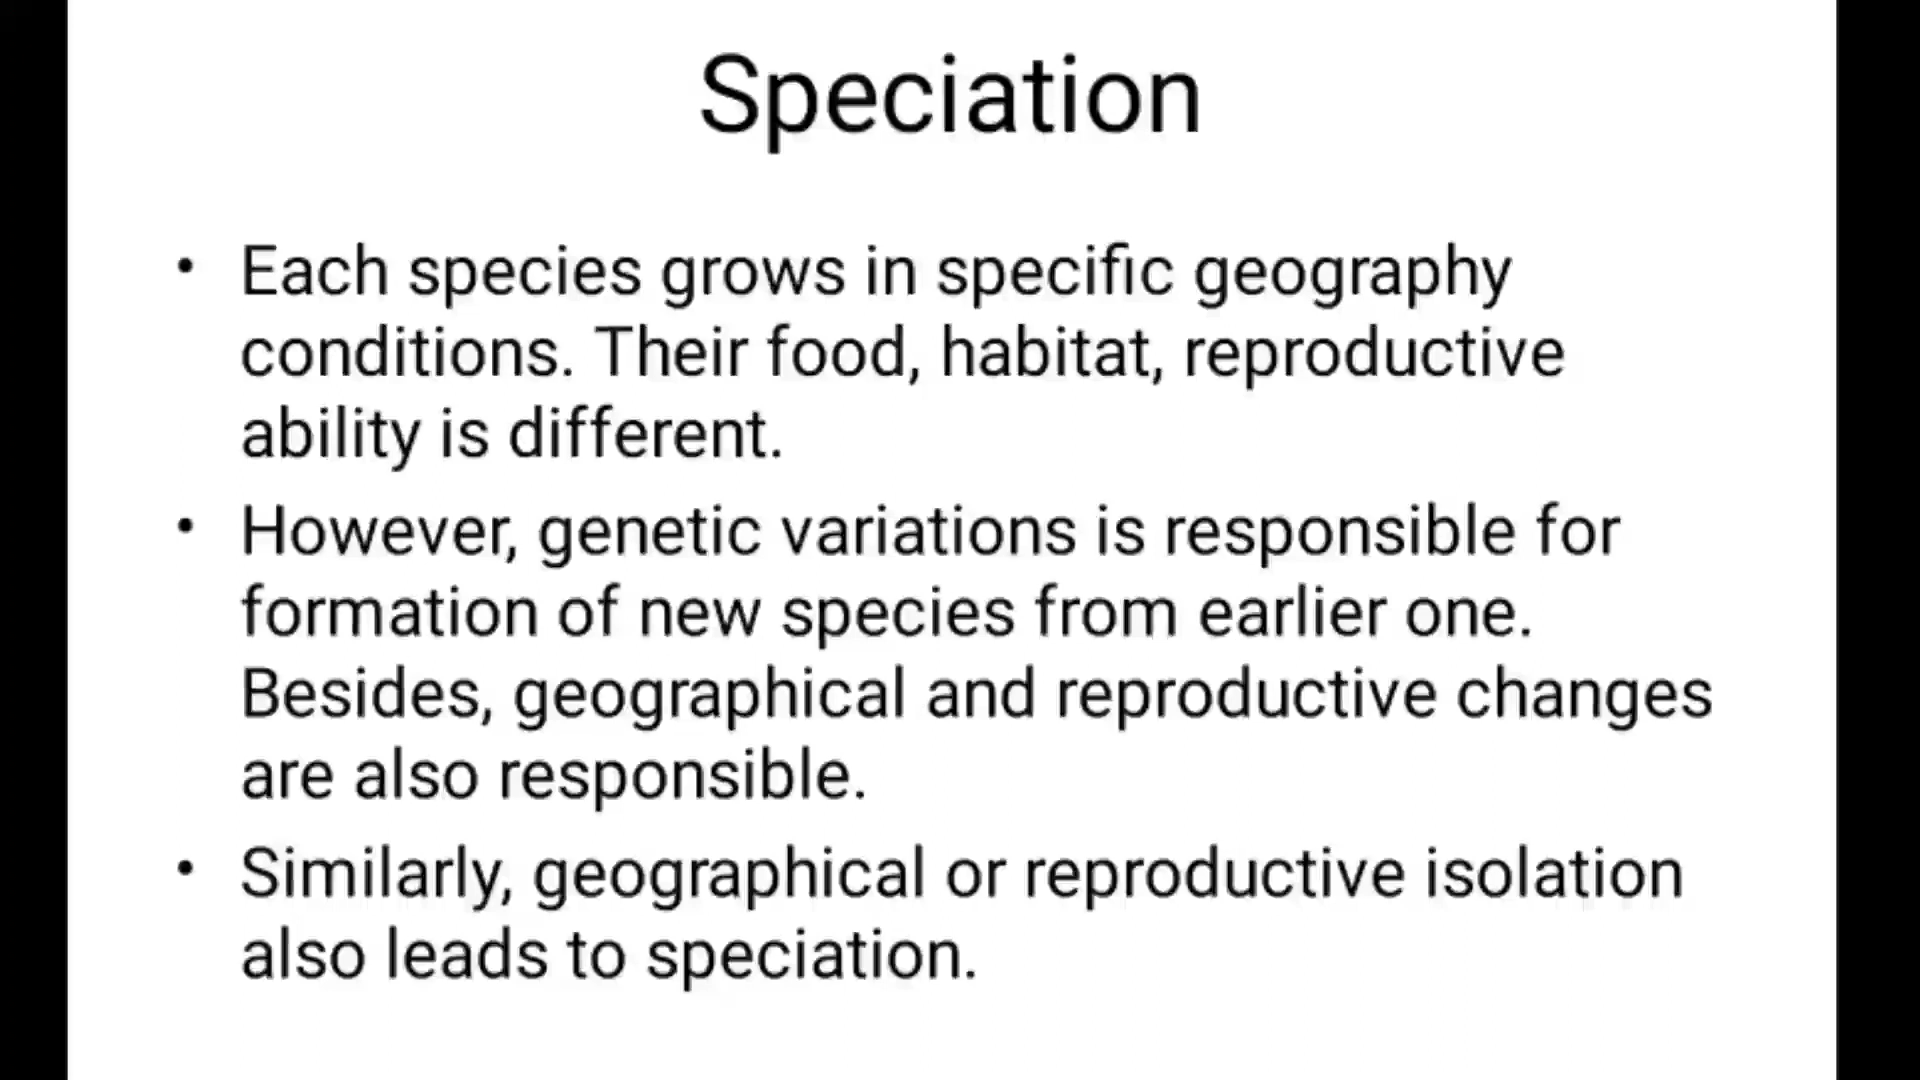 Speciation
• Each species grows in specific geography
conditions. Their food, habitat, reproductive
ability is different.
• However, genetic variations is responsible for
formation of new species from earlier one.
Besides, geographical and reproductive changes
are also responsible.
• Similarly, geographical or reproductive isolation
also leads to speciation.